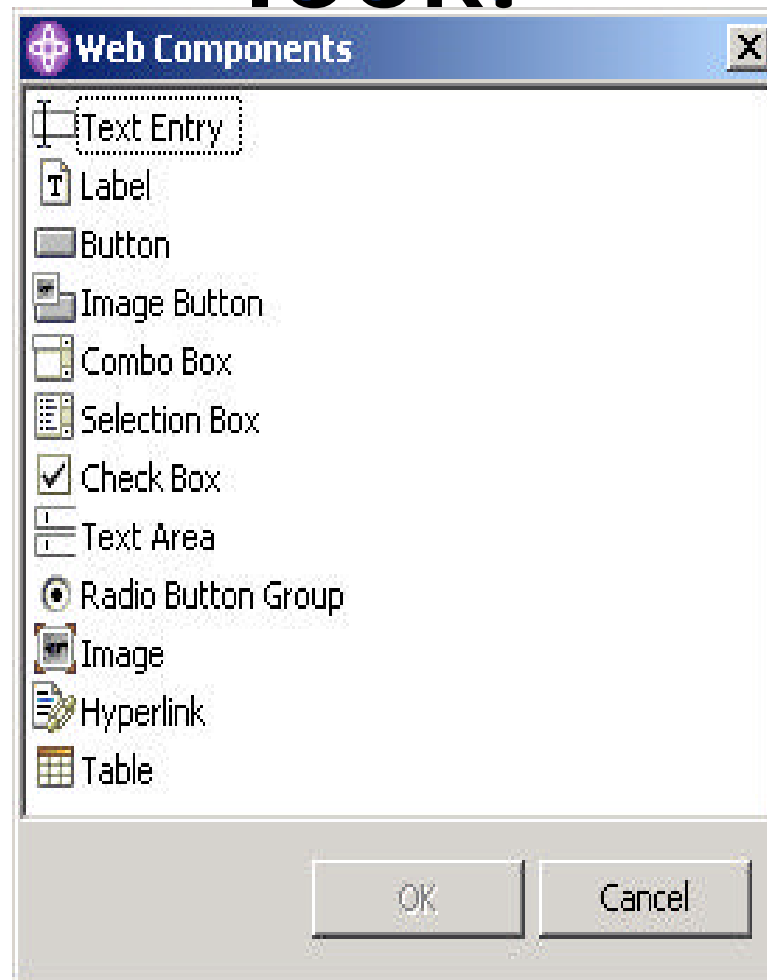 Web Components
Text Entry
Label
Button
Image Button
Combo Box
Selection Box
Check Box
Text Area
Radio Button Group
Image
Hyperlink
Table
OK
Cancel